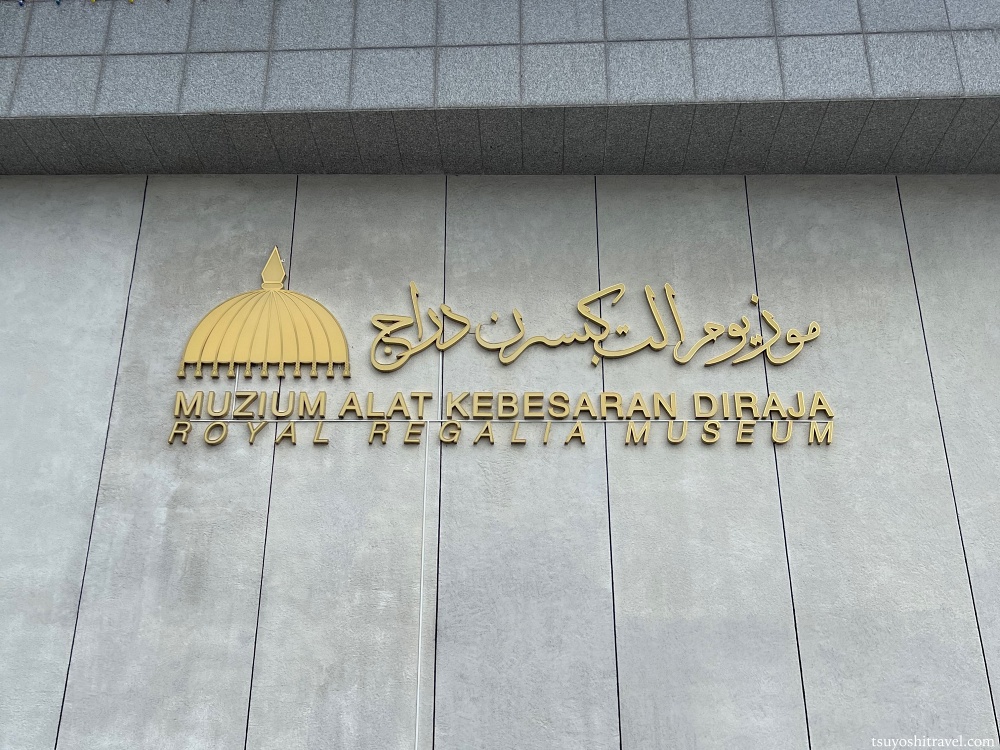 موزيوم الت كبسرن دراج
MUZIUM ALAT KEBESARAN DIRAJA
ROYAL REGALIA MUSEUM
tsuyoshitravel.com